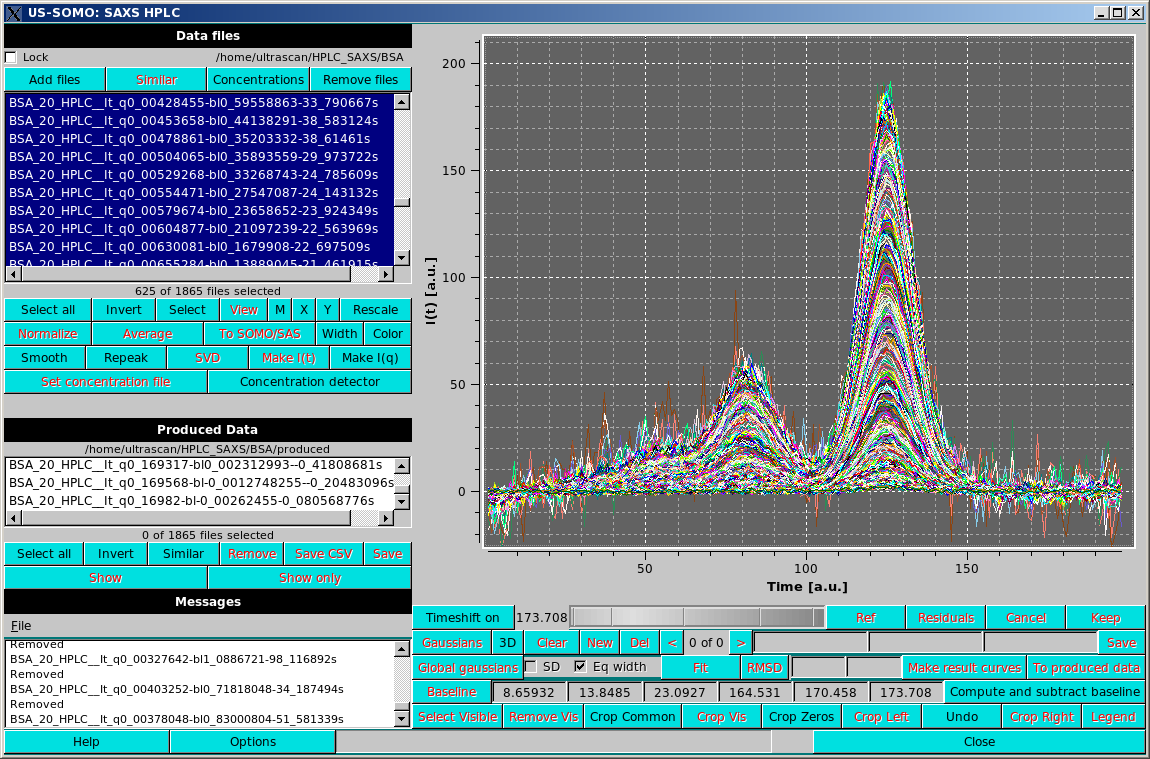 US-SOMO: SAXS HPLC
Data files
Lock /home/ultrascan/HPLC_SAXS/BSA
Add files Similar Concentrations Remove files
BSA_20_HPLC__It_q0_00428455-bl0_59558863-33_790667s
BSA_20_HPLC__It_q0_00453658-bl0_44138291-38_583124s
BSA_20_HPLC__It_q0_00478861-bl0_35203332-38_61461s
BSA_20_HPLC__It_q0_00504065-bl0_35893559-29_973722s
BSA_20_HPLC__It_q0_00529268-bl0_33268743-24_785609s
BSA_20_HPLC__It_q0_00554471-bl0_27547087-24_143132s
BSA_20_HPLC__It_q0_00579674-bl0_23658652-23_924349s
BSA_20_HPLC__It_q0_00604877-bl0_21097239-22_563969s
BSA_20_HPLC__It_q0_00630081-bl0_1679908-22_697509s
BSA_20_HPLC__It_q0_00655284-bl0_13889045-21_461915s
625 of 1865 files selected
Select all Invert Select View M X Y Rescale
Normalize Average To SOMO/SAS Width Color
Smooth Repeak SVD Make I(t) Make I(q)
Set concentration file Concentration detector
Produced Data
/home/ultrascan/HPLC_SAXS/BSA/produced
BSA_20_HPLC__It_q0_169317-bl0_002312993--0_41808681s
BSA_20_HPLC__It_q0_169568-bl-0_0012748255--0_20483096s
BSA_20_HPLC__It_q0_16982-bl-0_00262455-0_080568776s
0 of 1865 files selected
Select all Invert Similar Remove Save CSV Save
Show Show only
Messages
File
Removed
BSA_20_HPLC__It_q0_00327642-bl1_0886721-98_116892s
Removed
BSA_20_HPLC__It_q0_00403252-bl0_71818048-34_187494s
Removed
BSA_20_HPLC__It_q0_00378048-bl0_83000804-51_581339s
Help Options
200
150
100
50
0
I(t) [a.u.]
50 100 150
Time [a.u.]
Timeshift on 173.708 Ref Residuals Cancel Keep
Gaussians 3D Clear New Del < 0 of 0 > Save
Global gaussians SD Eq width Fit RMSD Make result curves To produced data
Baseline 8.65932 13.8485 23.0927 164.531 170.458 173.708 Compute and subtract baseline
Select Visible Remove Vis Crop Common Crop Vis Crop Zeros Crop Left Undo Crop Right Legend
Close